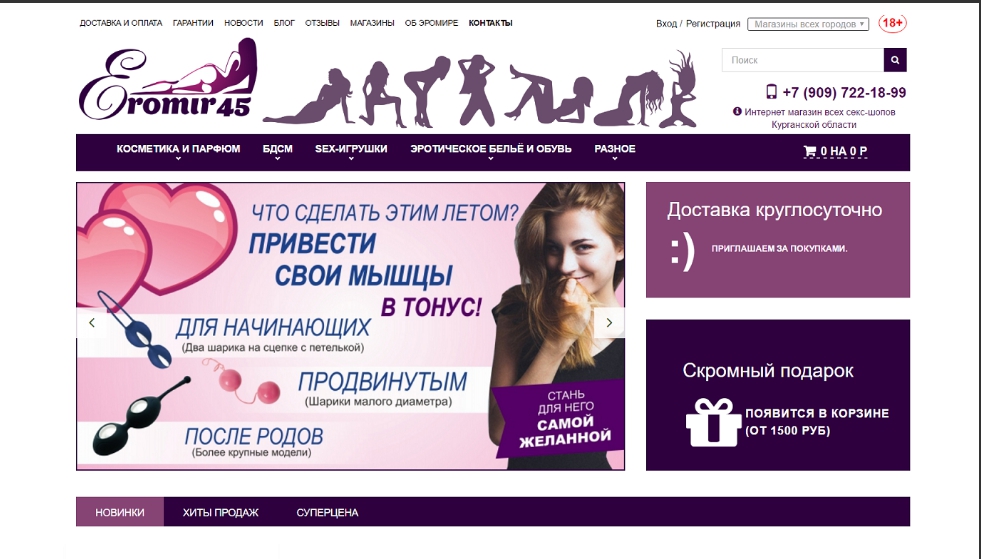 ДОСТАВКА И ОПЛАТА ГАРАНТИИ НОВОСТИ БЛОГ ОТЗЫВЫ МАГАЗИНЫ ОБ ЭРОМИРЕ КОНТАКТЫ
Вход / Регистрация Магазины всех городов 18+
Eromir45
Поиск
+7 (909) 722-18-99
Интернет магазин всех секс-шопов
Курганской области
КОСМЕТИКА И ПАРФЮМ БДСМ SEX-ИГРУШКИ ЭРОТИЧЕСКОЕ БЕЛЬЁ И ОБУВЬ РАЗНОЕ
0 НА 0 Р
ЧТО СДЕЛАТЬ ЭТИМ ЛЕТОМ?
ПРИВЕСТИ
СВОИ МЫШЦЫ
В ТОНУС!
ДЛЯ НАЧИНАЮЩИХ
(Два шарика на сцепке с петелькой)
ПРОДВИНУТЫМ
(Шарики малого диаметра)
ПОСЛЕ РОДОВ
(Более крупные модели)
СТАНЬ
ДЛЯ НЕГО
САМОЙ
ЖЕЛАННОЙ
Доставка круглосуточно
:) ПРИГЛАШАЕМ ЗА ПОКУПКАМИ.
Скромный подарок
ПОЯВИТСЯ В КОРЗИНЕ
(ОТ 1500 РУБ)
НОВИНКИ ХИТЫ ПРОДАЖ СУПЕРЦЕНА